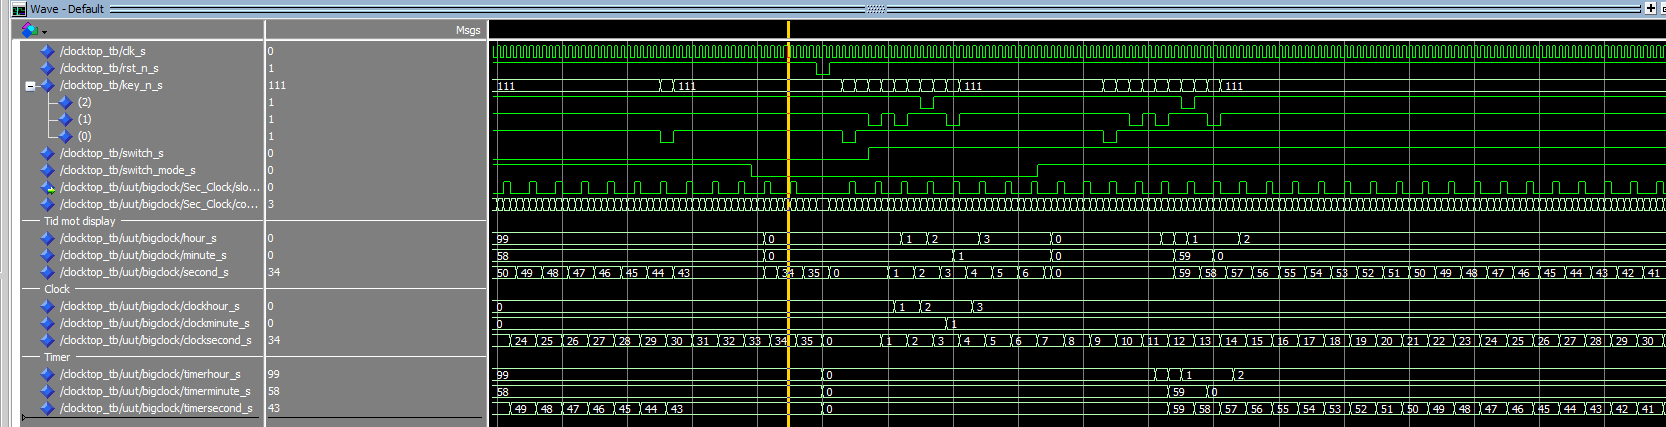 Wave - Default
Msgs
/clocktop_tb/clk_s 0
/clocktop_tb/rst_n_s 1
/clocktop_tb/key_n_s 111 111 111 111 111
(2) 1
(1) 1
(0) 1
/clocktop_tb/switch_s 0
/clocktop_tb/switch_mode_s 0
/clocktop_tb/uut/bigclock/Sec_Clock/slo... 0
/clocktop_tb/uut/bigclock/Sec_Clock/co... 3
Tid mot display
/clocktop_tb/uut/bigclock/hour_s 0 99 0 1 2 3 0 1 2
/clocktop_tb/uut/bigclock/minute_s 0 58 0 1 0 59 0
/clocktop_tb/uut/bigclock/second_s 34 50 49 48 47 46 45 44 43 34 35 0 1 2 3 4 5 6 0 59 58 57 56 55 54 53 52 51 50 49 48 47 46 45 44 43 42 41
Clock
/clocktop_tb/uut/bigclock/clockhour_s 0 0 1 2 3
/clocktop_tb/uut/bigclock/clockminute_s 0 0 1
/clocktop_tb/uut/bigclock/clocksecond_s 34 24 25 26 27 28 29 30 31 32 33 34 35 0 1 2 3 4 5 6 7 8 9 10 11 12 13 14 15 16 17 18 19 20 21 22 23 24 25 26 27 28 29 30
Timer
/clocktop_tb/uut/bigclock/timerhour_s 99 99 0 1 2
/clocktop_tb/uut/bigclock/timerminute_s 58 58 0 59 0
/clocktop_tb/uut/bigclock/timersecond_s 43 49 48 47 46 45 44 43 0 59 58 57 56 55 54 53 52 51 50 49 48 47 46 45 44 43 42 41